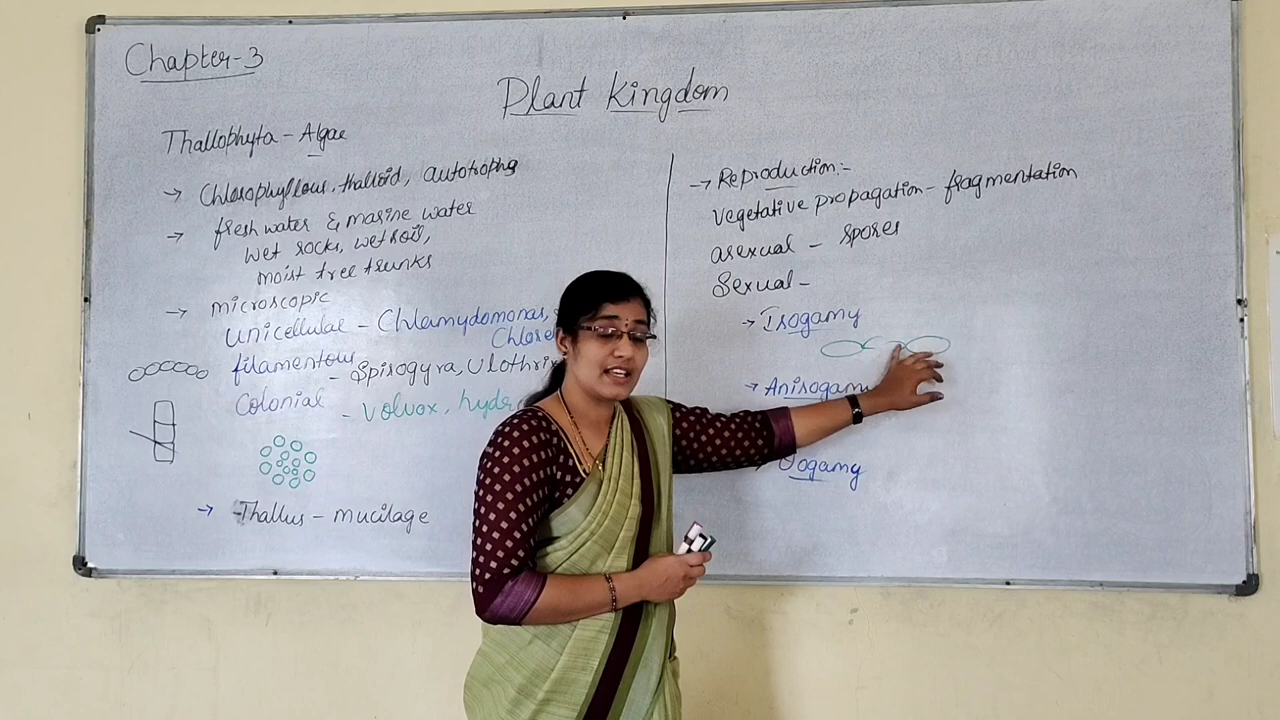 Chapter-3
Plant Kingdom
Thallophyta - Algae
→ Chlorophyllous, thalloid, autotrophs
→ fresh water & marine water
wet rocks, wet soil,
moist tree trunks
→ microscopic
Unicellular - Chlamydomonas,
filamentous - Spirogyra, Ulothrix
Colonial - Volvox,
→ Thallus - mucilage
→ Reproduction:-
Vegetative propagation - fragmentation
asexual - spores
Sexual -
→ Isogamy
→ Anisogamy
Oogamy